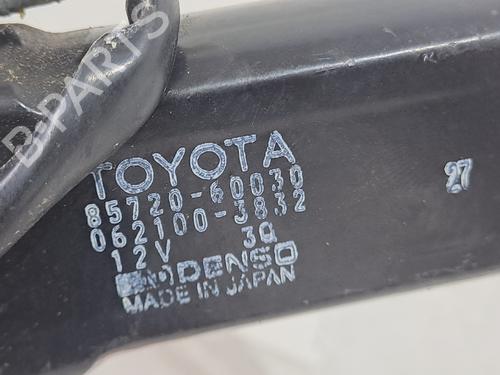 B-PARTS
TOYOTA
85720-60030
062100-3832
12V 3Q
DENSO
MADE IN JAPAN
27